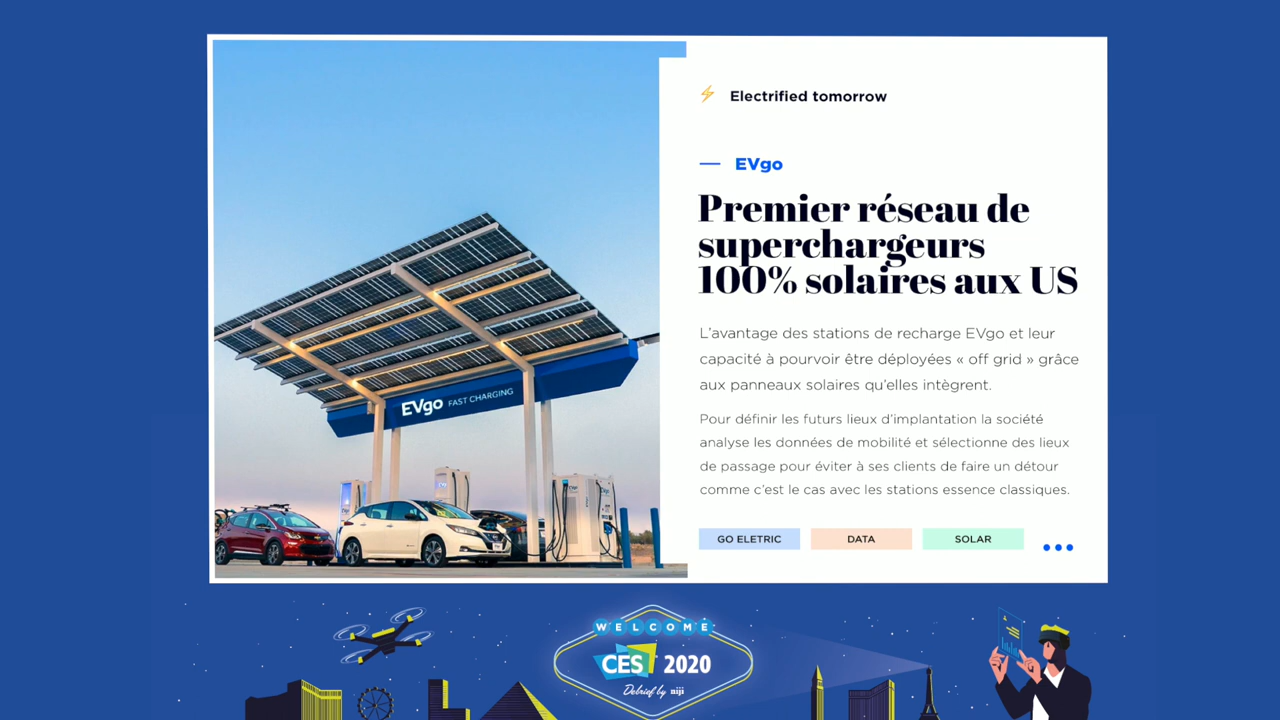 Electrified tomorrow
EVgo
Premier réseau de
superchargeurs
100% solaires aux US
L'avantage des stations de recharge EVgo et leur
capacité à pourvoir être déployées « off grid » grâce
aux panneaux solaires qu'elles intègrent.
Pour définir les futurs lieux d'implantation la société
analyse les données de mobilité et sélectionne des lieux
de passage pour éviter à ses clients de faire un détour
comme c'est le cas avec les stations essence classiques.
GO ELETRIC
DATA
SOLAR
EVgo FAST CHARGING
WELCOME
CES 2020
Debrief by niji